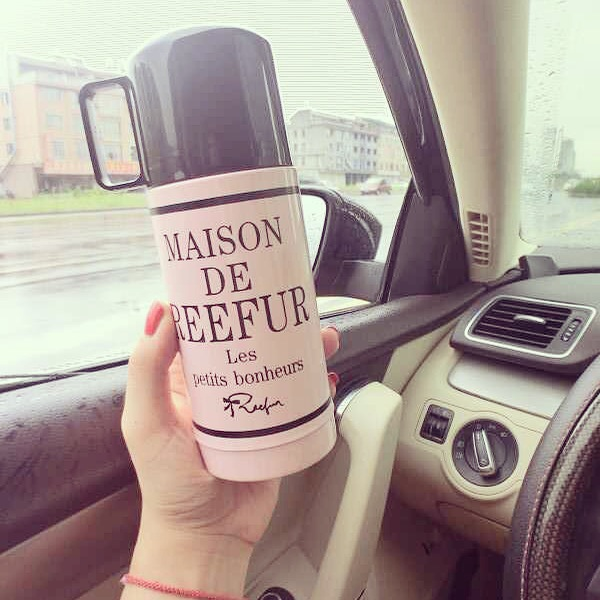 MAISON
DE
REEFUR
Les
petits bonheurs
Reefur